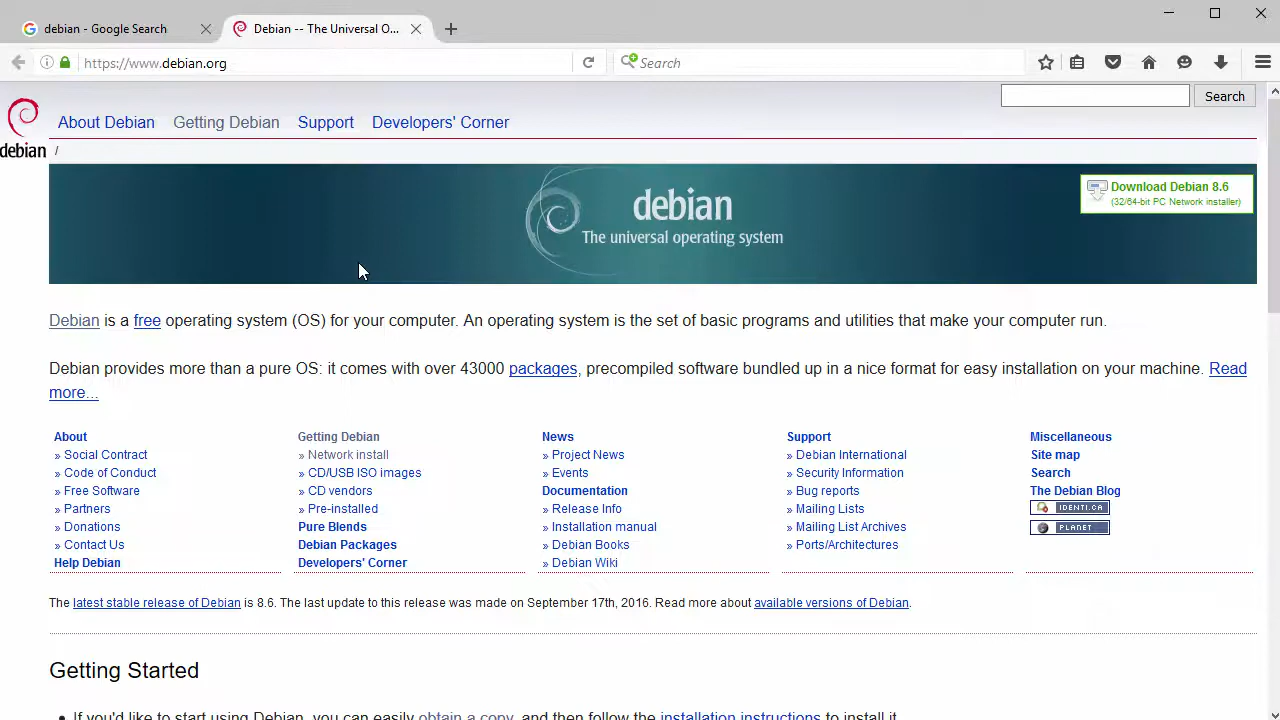 debian - Google Search
Debian -- The Universal O...
https://www.debian.org
Search
Search
About Debian Getting Debian Support Developers' Corner
debian
/
debian
The universal operating system
Download Debian 8.6
(32/64-bit PC Network installer)
Debian is a free operating system (OS) for your computer. An operating system is the set of basic programs and utilities that make your computer run.
Debian provides more than a pure OS: it comes with over 43000 packages, precompiled software bundled up in a nice format for easy installation on your machine. Read
more...
About
» Social Contract
» Code of Conduct
» Free Software
» Partners
» Donations
» Contact Us
Help Debian
Getting Debian
» Network install
» CD/USB ISO images
» CD vendors
» Pre-installed
Pure Blends
Debian Packages
Developers' Corner
News
» Project News
» Events
Documentation
» Release Info
» Installation manual
» Debian Books
» Debian Wiki
Support
» Debian International
» Security Information
» Bug reports
» Mailing Lists
» Mailing List Archives
» Ports/Architectures
Miscellaneous
Site map
Search
The Debian Blog
IDENTI.CA
PLANET
The latest stable release of Debian is 8.6. The last update to this release was made on September 17th, 2016. Read more about available versions of Debian.
Getting Started
• If you'd like to start using Debian, you can easily obtain a copy, and then follow the installation instructions to install it.